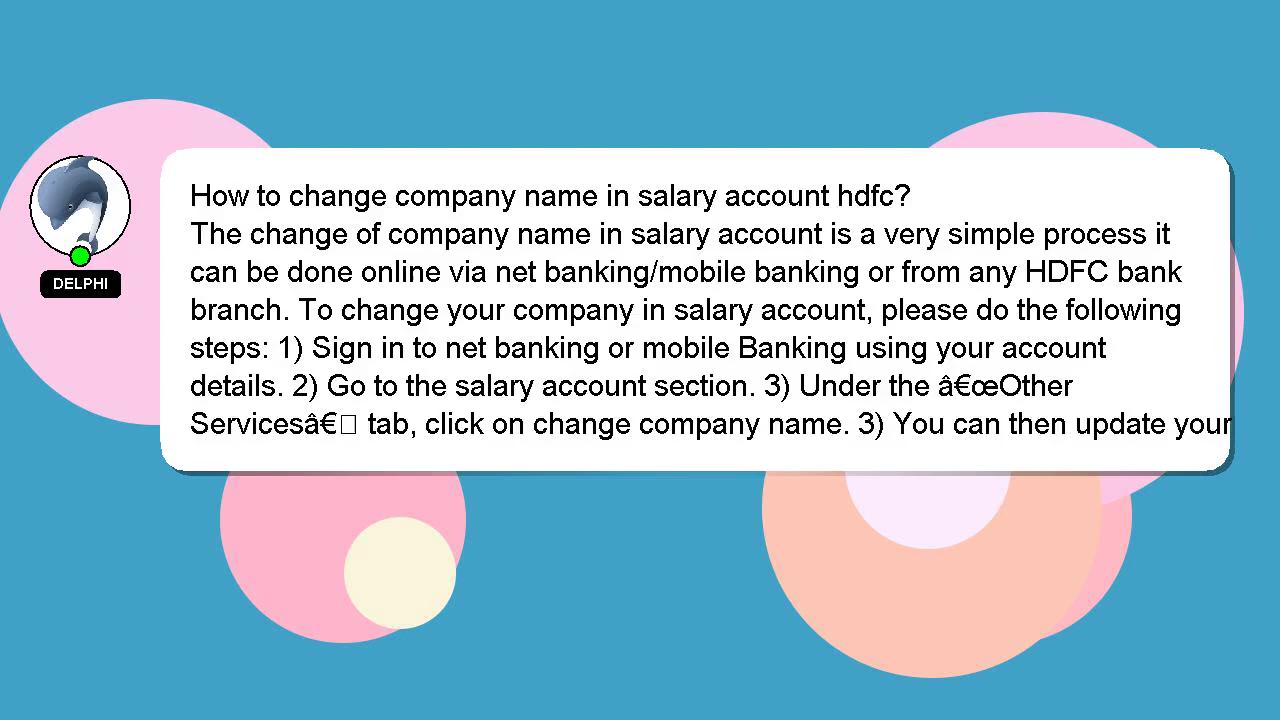 How to change company name in salary account hdfc?
The change of company name in salary account is a very simple process it
can be done online via net banking/mobile banking or from any HDFC bank
branch. To change your company in salary account, please do the following
steps: 1) Sign in to net banking or mobile Banking using your account
details. 2) Go to the salary account section. 3) Under the â€œOther
Servicesâ€□ tab, click on change company name. 3) You can then update your
DELPHI